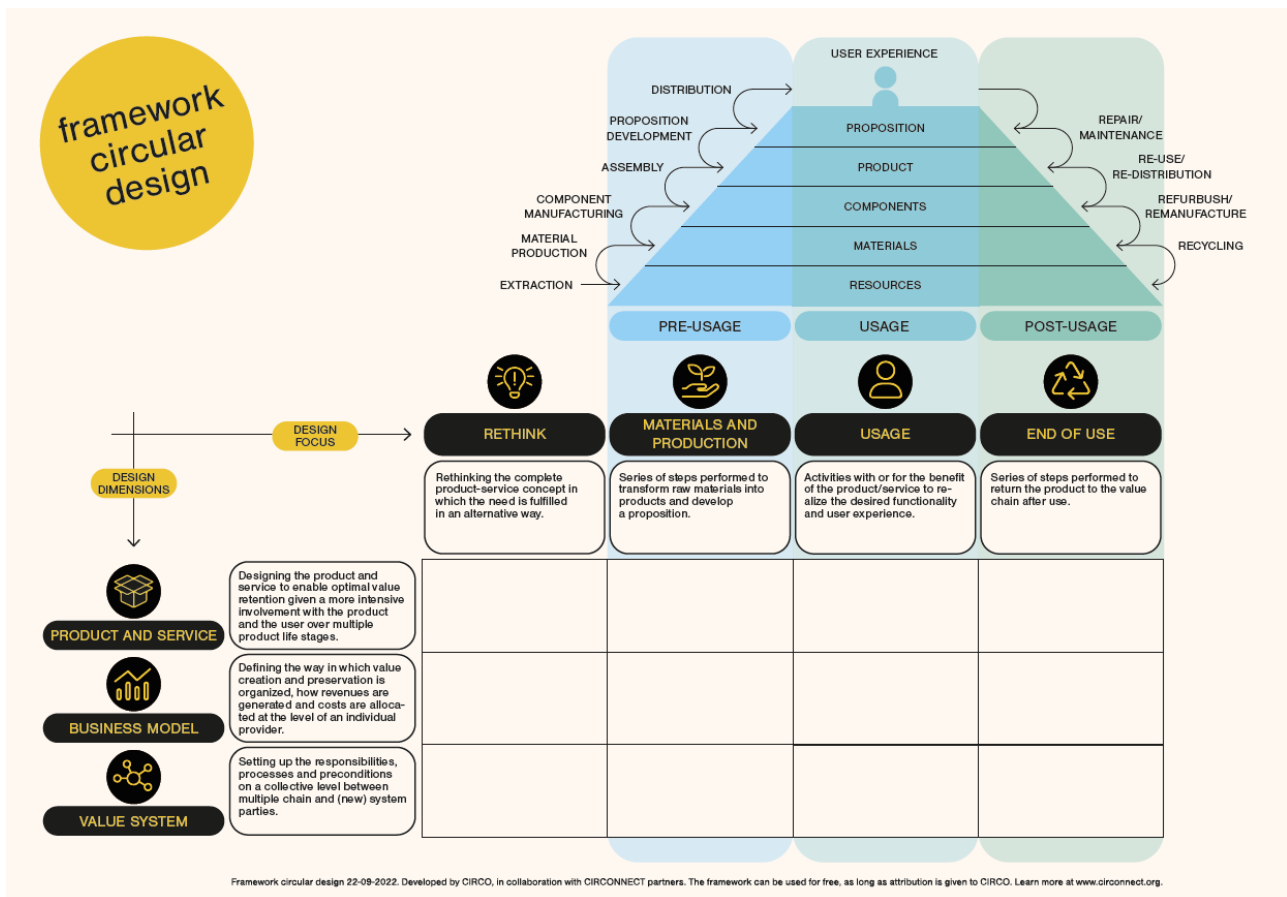 framework
circular
design
USER EXPERIENCE
DISTRIBUTION
PROPOSITION
DEVELOPMENT
ASSEMBLY
COMPONENT
MANUFACTURING
MATERIAL
PRODUCTION
EXTRACTION
PROPOSITION
PRODUCT
COMPONENTS
MATERIALS
RESOURCES
REPAIR/
MAINTENANCE
RE-USE/
RE-DISTRIBUTION
REFURBUSH/
REMANUFACTURE
RECYCLING
PRE-USAGE
USAGE
POST-USAGE
DESIGN
FOCUS
DESIGN
DIMENSIONS
RETHINK
MATERIALS AND
PRODUCTION
USAGE
END OF USE
Rethinking the complete
product-service concept in
which the need is fulfilled
in an alternative way.
Series of steps performed to
transform raw materials into
products and develop
a proposition.
Activities with or for the benefit
of the product/service to re-
alize the desired functionality
and user experience.
Series of steps performed to
return the product to the value
chain after use.
PRODUCT AND SERVICE
Designing the product and
service to enable optimal value
retention given a more intensive
involvement with the product
and the user over multiple
product life stages.
BUSINESS MODEL
Defining the way in which value
creation and preservation is
organized, how revenues are
generated and costs are alloca-
ted at the level of an individual
provider.
VALUE SYSTEM
Setting up the responsibilities,
processes and preconditions
on a collective level between
multiple chain and (new) system
parties.
Framework circular design 22-09-2022. Developed by CIRCO, in collaboration with CIRCONNECT partners. The framework can be used for free, as long as attribution is given to CIRCO. Learn more at www.circonnect.org.